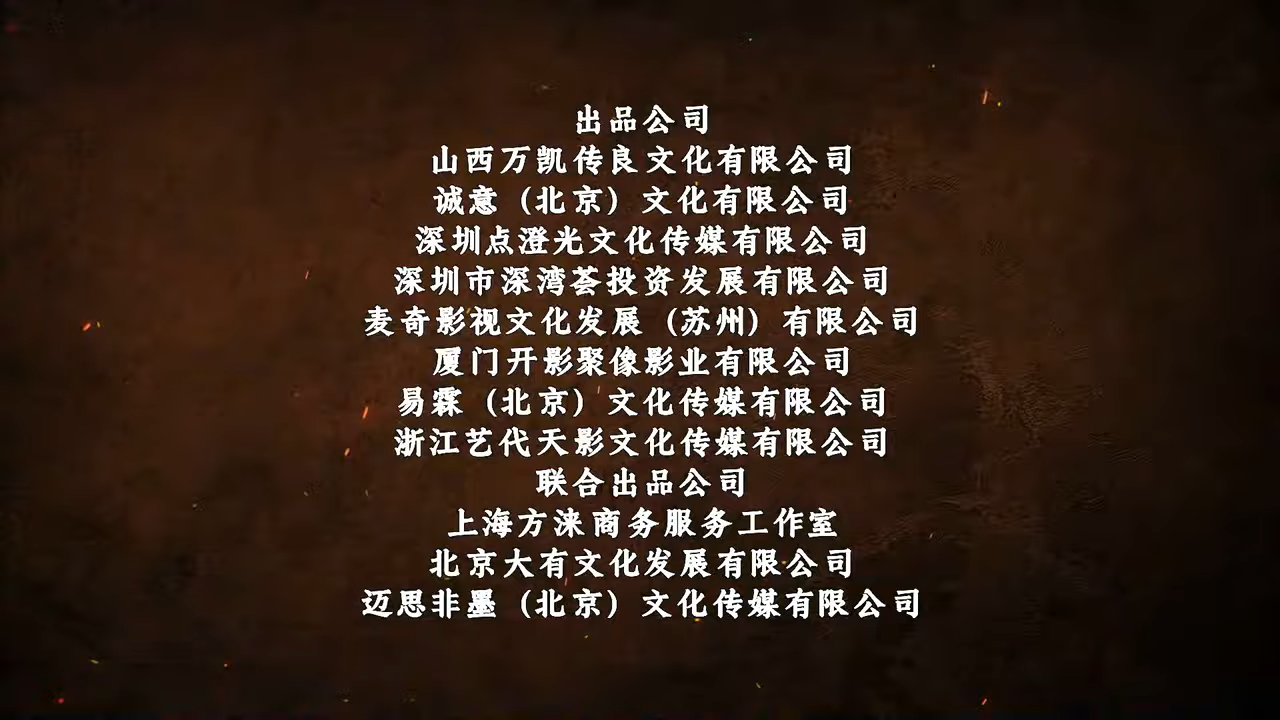 出品公司
山西万凯传良文化有限公司
诚意（北京）文化有限公司
深圳点澄光文化传媒有限公司
深圳市深湾荟投资发展有限公司
麦奇影视文化发展（苏州）有限公司
厦门开影聚像影业有限公司
易霖（北京）文化传媒有限公司
浙江艺代天影文化传媒有限公司
联合出品公司
上海方涞商务服务工作室
北京大有文化发展有限公司
迈思非墨（北京）文化传媒有限公司